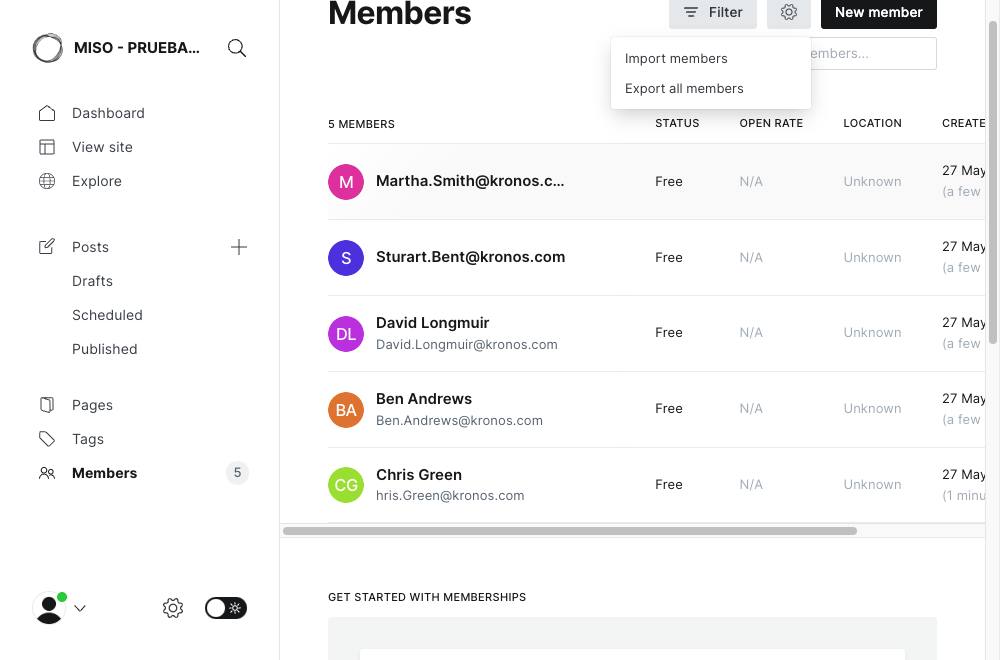 MISO - PRUEBA...
Dashboard
View site
Explore
Posts
Drafts
Scheduled
Published
Pages
Tags
Members
5
Members
Filter
New member
Import members
Export all members
5 MEMBERS
STATUS
OPEN RATE
LOCATION
M
Martha.Smith@kronos.c...
Free
N/A
Unknown
27 May
(a few
S
Sturart.Bent@kronos.com
Free
N/A
Unknown
27 May
(a few
DL
David Longmuir
David.Longmuir@kronos.com
Free
N/A
Unknown
27 May
(a few
BA
Ben Andrews
Ben.Andrews@kronos.com
Free
N/A
Unknown
27 May
(a few
CG
Chris Green
hris.Green@kronos.com
Free
N/A
Unknown
27 May
GET STARTED WITH MEMBERSHIPS